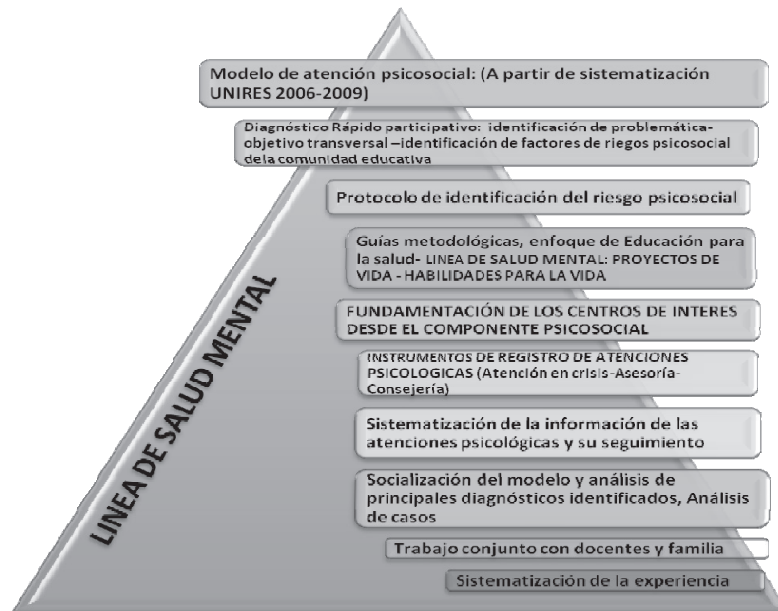 Modelo de atención psicosocial: (A partir de sistematización
UNIRES 2006-2009)
Diagnóstico Rápido participativo: identificación de problemática-
objetivo transversal –identificación de factores de riegos psicosocial
dela comunidad educativa
Protocolo de identificación del riesgo psicosocial
Guías metodológicas, enfoque de Educación para
la salud- LINEA DE SALUD MENTAL: PROYECTOS DE
VIDA - HABILIDADES PARA LA VIDA
FUNDAMENTACIÓN DE LOS CENTROS DE INTERES
DESDE EL COMPONENTE PSICOSOCIAL
INSTRUMENTOS DE REGISTRO DE ATENCIONES
PSICOLOGICAS (Atención en crisis-Asesoría-
Consejería)
Sistematización de la información de las
atenciones psicológicas y su seguimiento
Socialización del modelo y análisis de
principales diagnósticos identificados, Análisis
de casos
Trabajo conjunto con docentes y familia
Sistematización de la experiencia
LINEA DE SALUD MENTAL